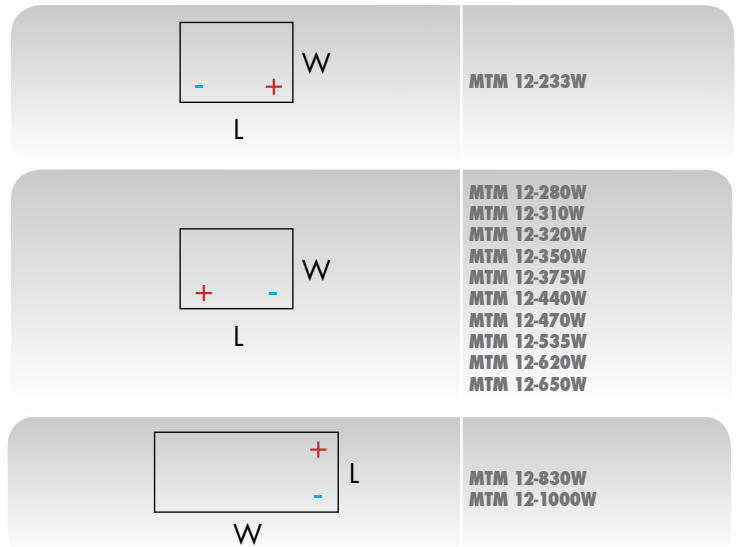 W
- +
MTM 12-233W
L
MTM 12-280W
MTM 12-310W
MTM 12-320W
MTM 12-350W
MTM 12-375W
MTM 12-440W
MTM 12-470W
MTM 12-535W
MTM 12-620W
MTM 12-650W
W
+ -
L
+
L
-
W
MTM 12-830W
MTM 12-1000W